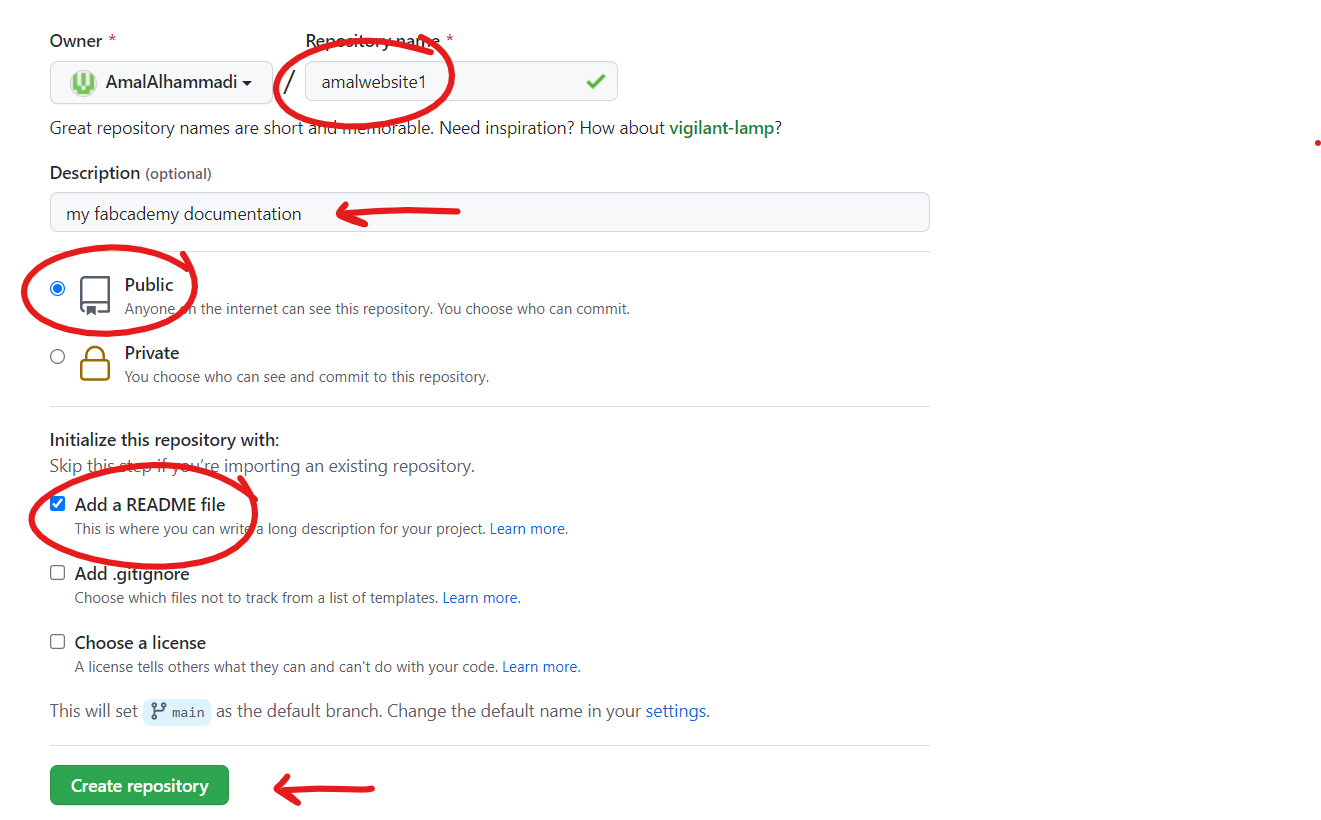 Owner * Repository name *
AmalAlhammadi / amalwebsite1
Great repository names are short and memorable. Need inspiration? How about vigilant-lamp?
Description (optional)
my fabcademy documentation
Public
Anyone on the internet can see this repository. You choose who can commit.
Private
You choose who can see and commit to this repository.
Initialize this repository with:
Skip this step if you're importing an existing repository.
Add a README file
This is where you can write a long description for your project. Learn more.
Add .gitignore
Choose which files not to track from a list of templates. Learn more.
Choose a license
A license tells others what they can and can't do with your code. Learn more.
This will set main as the default branch. Change the default name in your settings.
Create repository